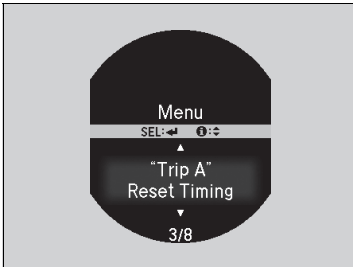 Menu
SEL:↵ ℹ:⬍
▲
“Trip A”
Reset Timing
▼
3/8